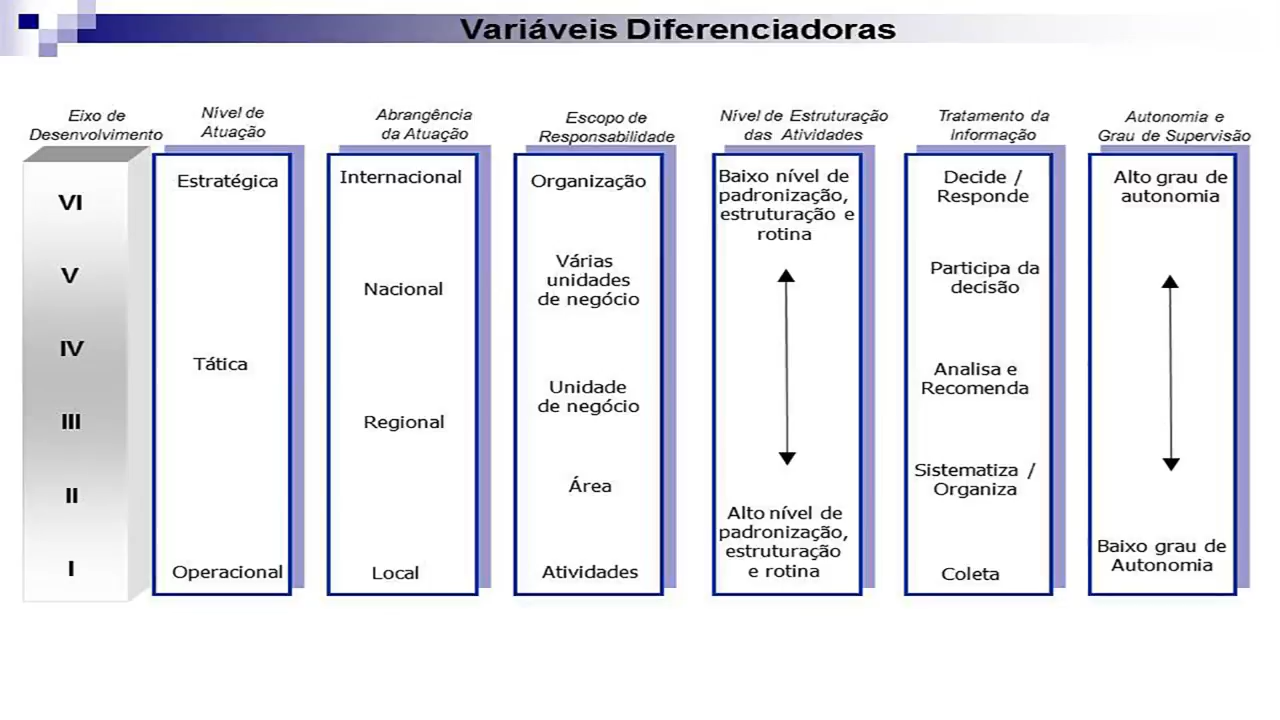 Variáveis Diferenciadoras
Eixo de
Desenvolvimento
VI
V
IV
III
II
I
Nível de
Atuação
Estratégica
Tática
Operacional
Abrangência
da Atuação
Internacional
Nacional
Regional
Local
Escopo de
Responsabilidade
Organização
Várias
unidades
de negócio
Unidade
de negócio
Área
Atividades
Nível de Estruturação
das Atividades
Baixo nível de
padronização,
estruturação e
rotina
Alto nível de
padronização,
estruturação
e rotina
Tratamento da
Informação
Decide /
Responde
Participa da
decisão
Analisa e
Recomenda
Sistematiza /
Organiza
Coleta
Autonomia e
Grau de Supervisão
Alto grau de
autonomia
Baixo grau de
Autonomia